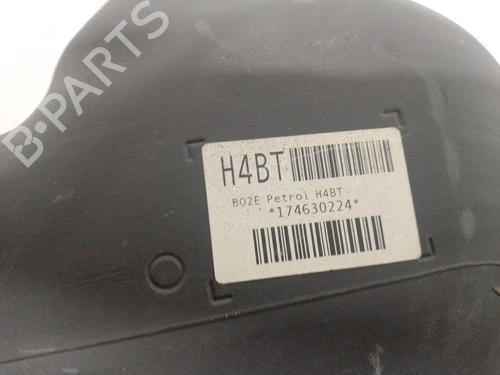 B-PARTS
H4BT
B02E Petrol H4BT
*174630224*